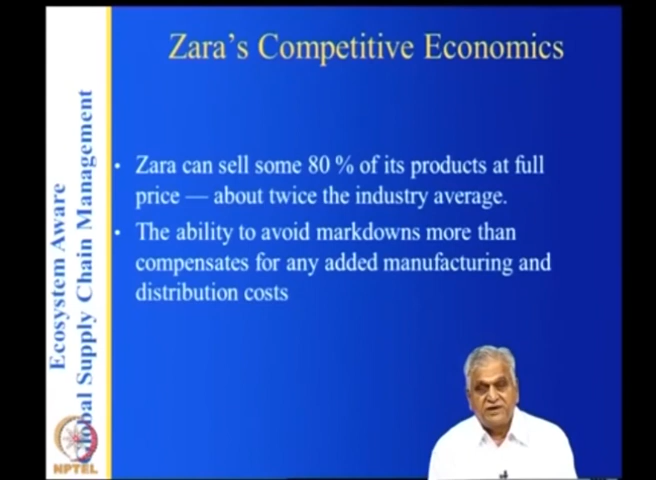 Zara's Competitive Economics
• Zara can sell some 80 % of its products at full
price — about twice the industry average.
• The ability to avoid markdowns more than
compensates for any added manufacturing and
distribution costs
Ecosystem Aware
Global Supply Chain Management
NPTEL